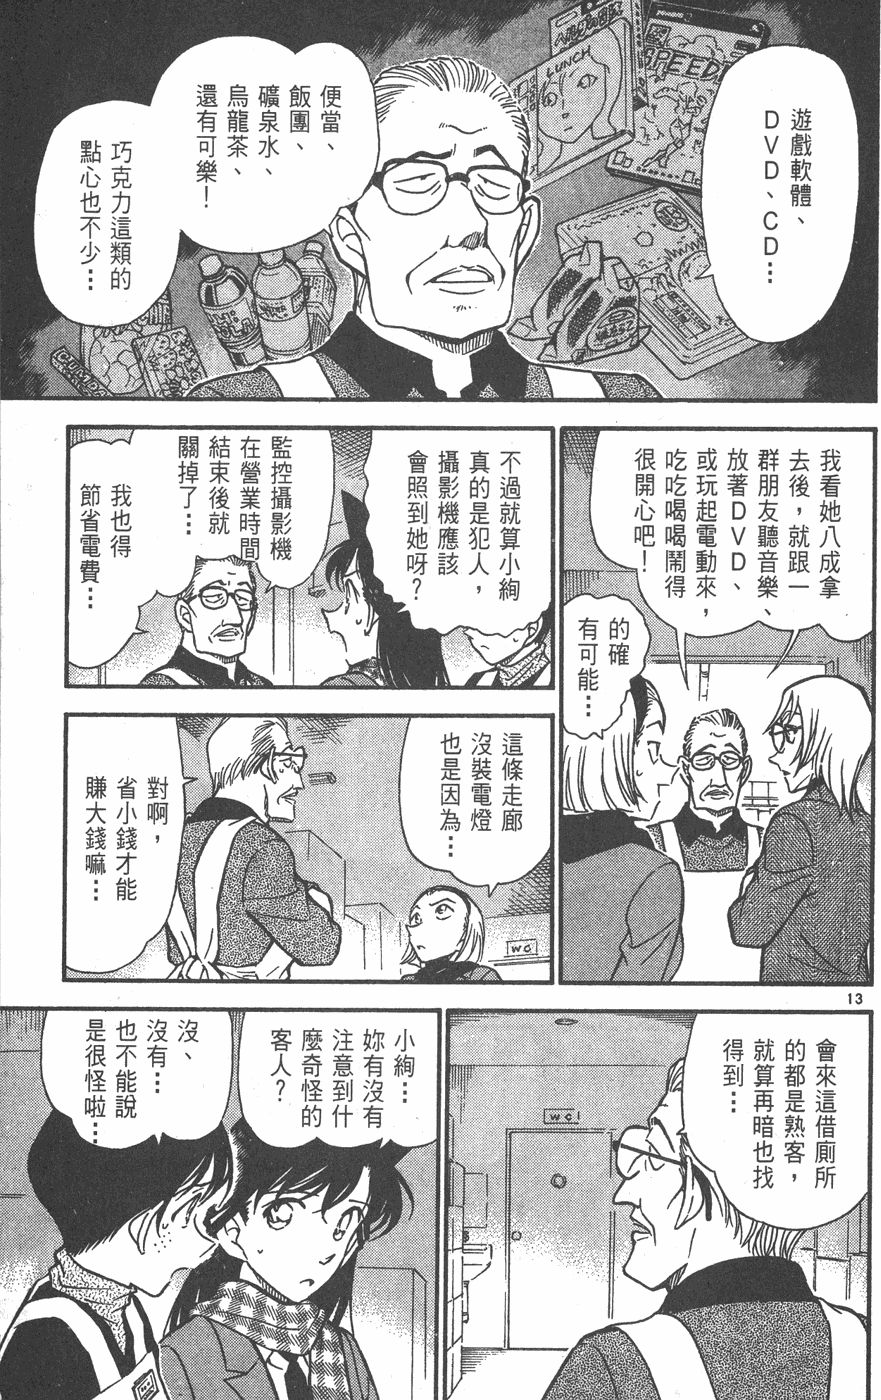 遊戲軟體、
DVD、CD…
便當、
飯團、
礦泉水、
烏龍茶、
還有可樂！
巧克力這類的
點心也不少…
LUNCH
SPEED
我看她八成拿
去後，就跟一
群朋友聽音樂、
放著DVD、
或玩起電動來，
吃吃喝喝鬧得
很開心吧！
的確
有可能…
不過就算小絢
真的是犯人，
攝影機應該
會照到她呀？
監控攝影機
在營業時間
結束後就
關掉了…
我也得
節省電費…
這條走廊
沒裝電燈
也是因為…
對啊，
省小錢才能
賺大錢嘛…
WC
13
會來這借廁所
的都是熟客，
就算再暗也找
得到…
WC
小絢…
妳有沒有
注意到什
麼奇怪的
客人？
沒、
沒有…
也不能說
是很怪啦…